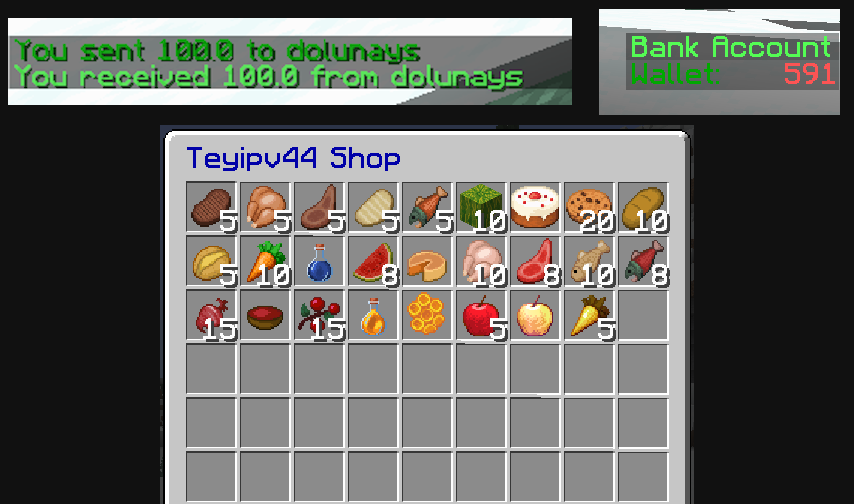 You sent 100.0 to dolunays
You received 100.0 from dolunays
Bank Account
Wallet: 591
Teyipv44 Shop
5 5 5 5 5 10 20 10
5 10 8 10 8 10 8
15 15 5 5